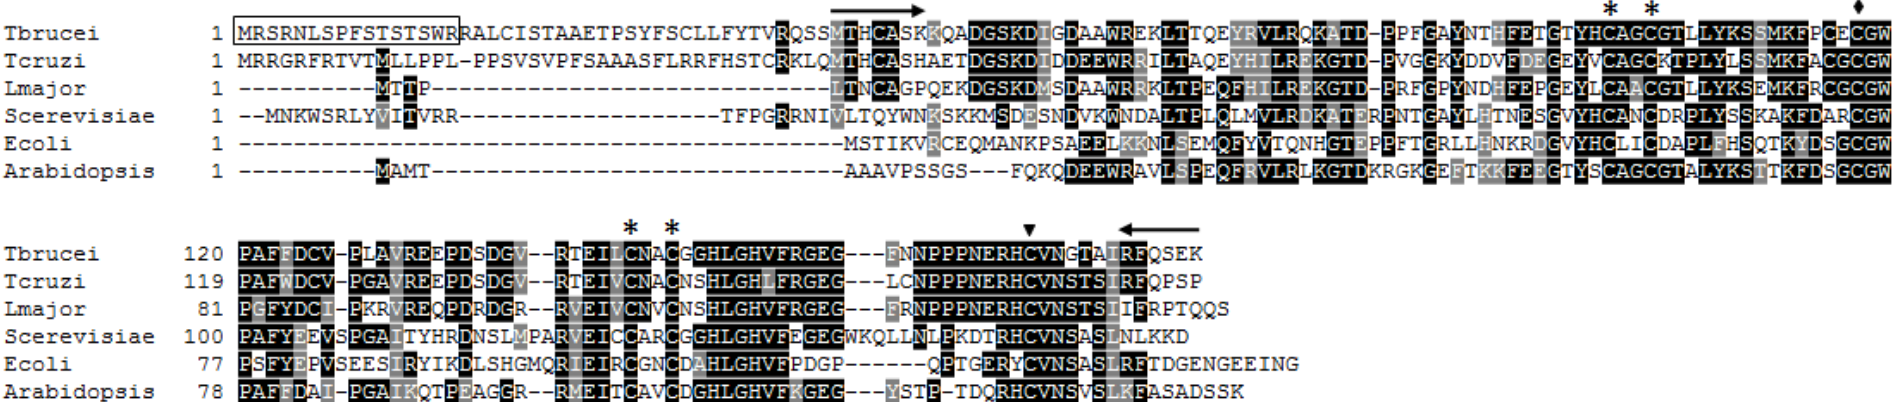 * * ♦
Tbrucei 1 MRSRNLSPFSTSTSWRRALCISTAAETPSYFSCLLFYTVRQSSMTHCASKKQADGSKDIGDAAWREKLTTQEYRVLRQKATD-PPFGAYNTHFETGTYHCAGCGTLLYKSSMKFPCECGW
Tcruzi 1 MRRGRFRTVTMLLPPL-PPSVSVPFSAAASFLRRFHSTCRKLQMTHCASHAETDGSKDIDDEEWRRILTAQEYHILREKGTD-PVGGKYDDVFDEGEYVCAGCKTPLYLSSMKFACGCGW
Lmajor 1 ----------MTTP-----------------------------LTNCAGPQEKDGSKDMSDAAWRRKLTPEQFHILREKGTD-PRFGPYNDHFEPGEYLCAACGTLLYKSEMKFRCGCGW
Scerevisiae 1 --MNKWSRLYVITVRR-------------------TFPGRRNIVLTQYWNKSKKMSDESNDVKWNDALTPLQLMVLRDKATERPNTGAYLHTNESGVYHCANCDRPLYSSKAKFDARCGW
Ecoli 1 --------------------------------------------MSTIKVRCEQMANKPSAEELKKNLSEMQFYVTQNHGTEPPFTGRLLHNKRDGVYHCLICDAPLFHSQTKYDSGCGW
Arabidopsis 1 ----------MAMT------------------------------AAAVPSSGS---FQKQDEEWRAVLSPEQFRVLRLKGTDKRGKGEFTKKFEEGTYSCAGCGTALYKSTTKFDSGCGW
* * ▼
Tbrucei 120 PAFFDCV-PLAVREEPDSDGV--RTEILCNACGGHLGHVFRGEG---FNNPPPNERHCVNGTAIRFQSEK
Tcruzi 119 PAFWDCV-PGAVREEPDSDGV--RTEIVCNACNSHLGHLFRGEG---LCNPPPNERHCVNSTSIRFQPSP
Lmajor 81 PGFYDCI-PKRVREQPDRDGR--RVEIVCNVCNSHLGHVFRGEG---FRNPPPNERHCVNSTSIIFRPTQQS
Scerevisiae 100 PAFYEEVSPGAITYHRDNSLMPARVEICCARCGGHLGHVFEGEGWKQLLNLPKDTRHCVNSASLNLKKD
Ecoli 77 PSFYEPVSEESIRYIKDLSHGMQRIEIRCGNCDAHLGHVFPDGP------QPTGERYCVNSASLRFTDGENGEEING
Arabidopsis 78 PAFFDAI-PGAIKQTPEAGGR--RMEITCAVCDGHLGHVFKGEG---YSTP-TDQRHCVNSVSLKFASADSSK